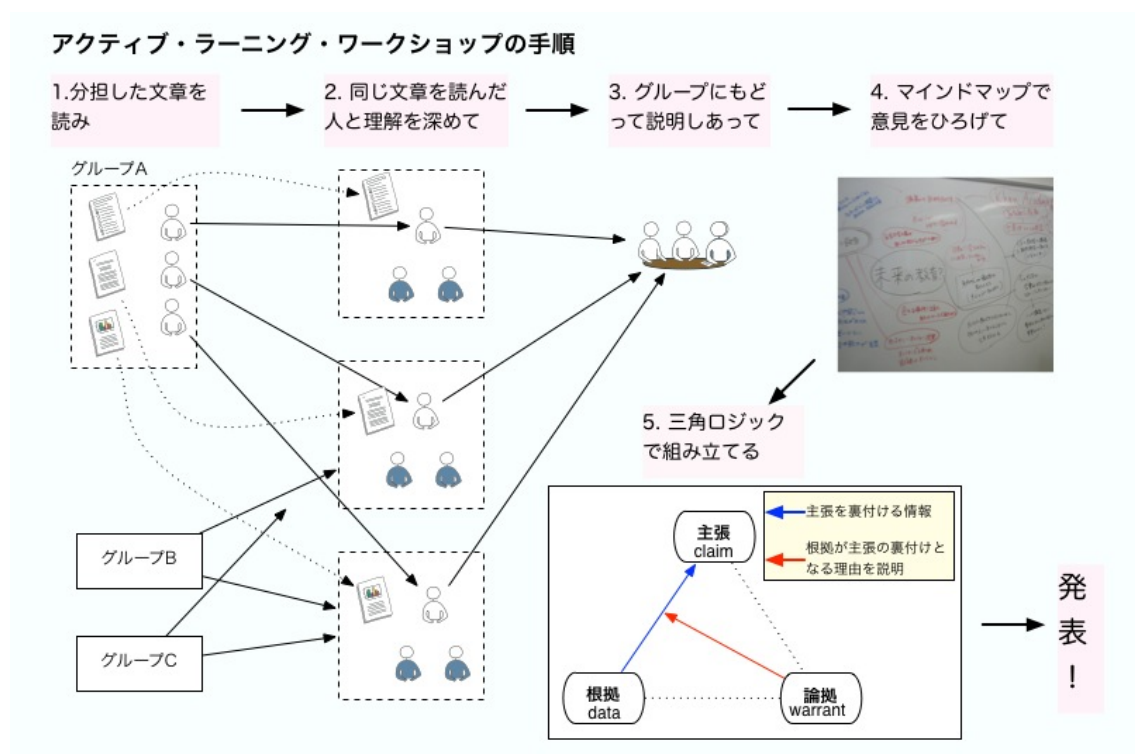 アクティブ・ラーニング・ワークショップの手順
1.分担した文章を
読み
2. 同じ文章を読んだ
人と理解を深めて
3. グループにもど
って説明しあって
4. マインドマップで
意見をひろげて
グループA
未来の教室?
5. 三角ロジック
で組み立てる
グループB
グループC
主張
claim
主張を裏付ける情報
根拠が主張の裏付けと
なる理由を説明
根拠
data
論拠
warrant
発表!